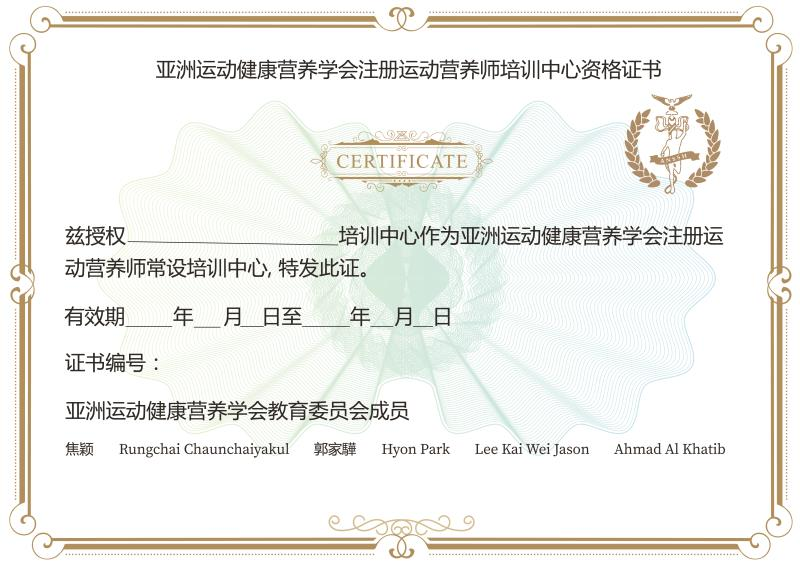 亚洲运动健康营养学会注册运动营养师培训中心资格证书
CERTIFICATE
ANSSH
兹授权____________________培训中心作为亚洲运动健康营养学会注册运
动营养师常设培训中心, 特发此证。
有效期_____年___月___日至_____年___月___日
证书编号：
亚洲运动健康营养学会教育委员会成员
焦颖 Rungchai Chaunchaiyakul 郭家驊 Hyon Park Lee Kai Wei Jason Ahmad Al Khatib